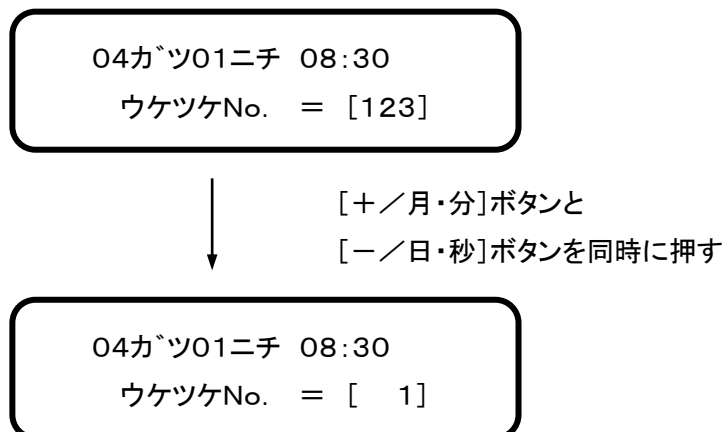 04カ゛ツ01ニチ 08:30
ウケツケNo. = [123]
[+/月・分]ボタンと
[-/日・秒]ボタンを同時に押す
04カ゛ツ01ニチ 08:30
ウケツケNo. = [ 1]